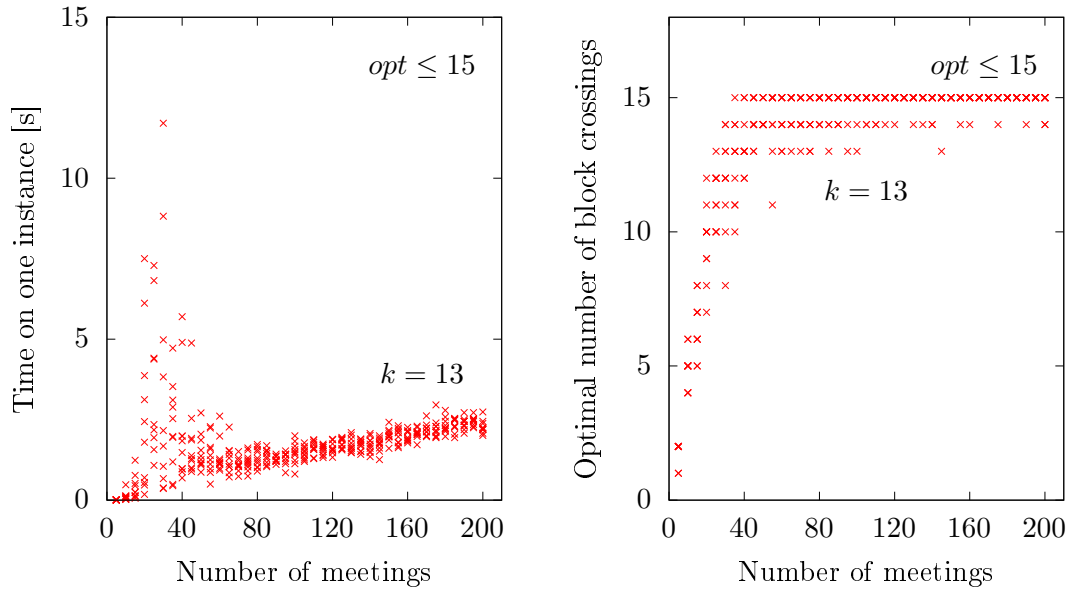 Time on one instance [s]
15
10
5
0
0 40 80 120 160 200
Number of meetings
opt ≤ 15
k = 13
Optimal number of block crossings
15
10
5
0
0 40 80 120 160 200
Number of meetings
opt ≤ 15
k = 13